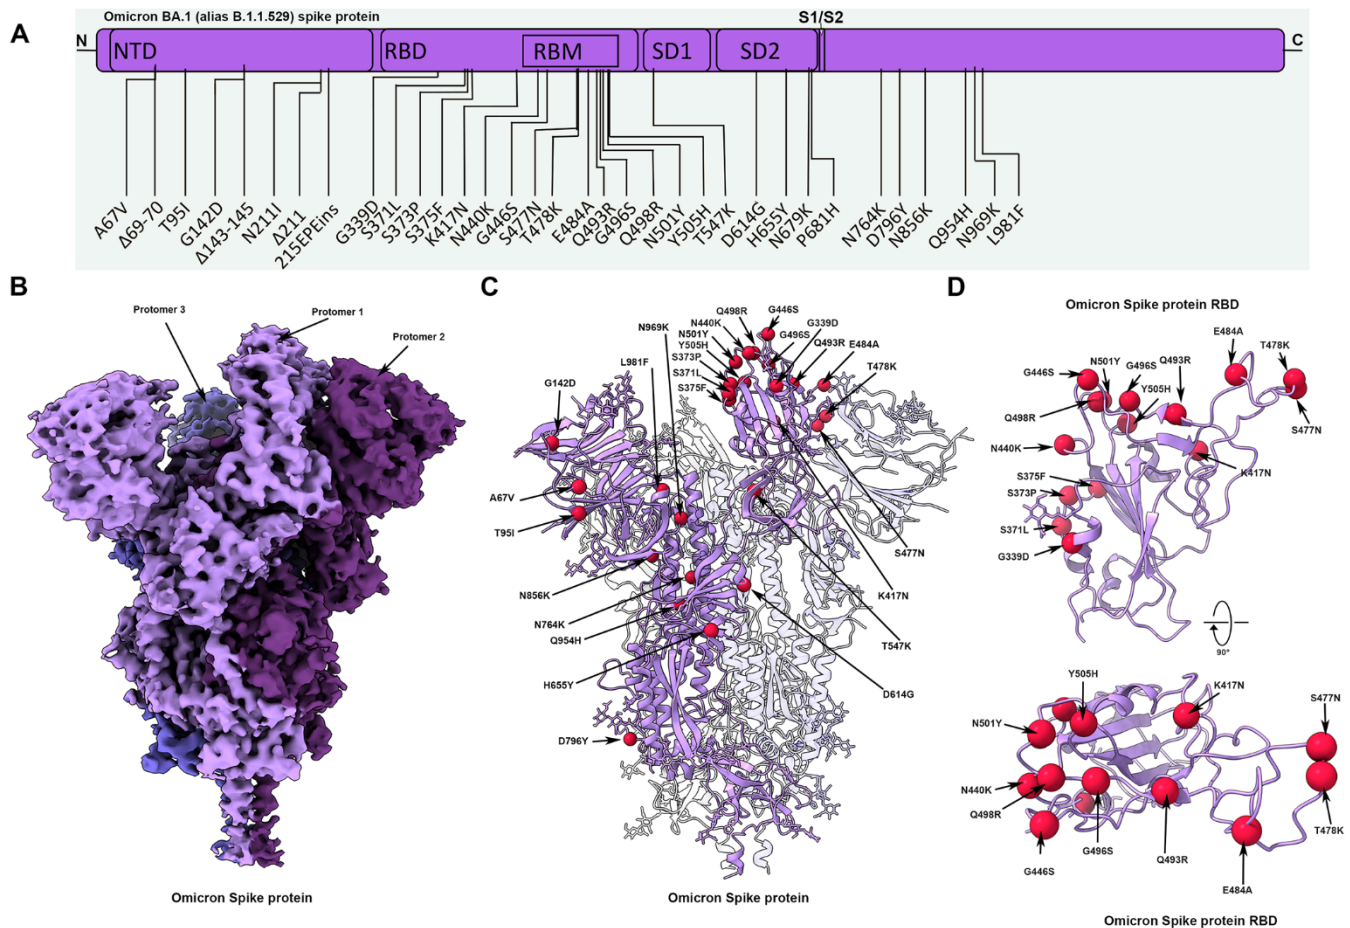 A
Omicron BA.1 (alias B.1.1.529) spike protein
S1/S2
N
NTD
RBD
RBM
SD1
SD2
C
A67V
Δ69-70
T95I
G142D
Δ143-145
N211I
Δ211
215EPEins
G339D
S371L
S373P
S375F
K417N
N440K
G446S
S477N
T478K
E484A
Q493R
G496S
Q498R
N501Y
Y505H
T547K
D614G
H655Y
N679K
P681H
N764K
D796Y
N856K
Q954H
N969K
L981F
B
Protomer 3
Protomer 1
Protomer 2
Omicron Spike protein
C
G446S
Q498R
N440K
G339D
N969K
N501Y
G496S
Y505H
Q493R
L981F
S373P
E484A
S371L
T478K
G142D
S375F
A67V
T95I
S477N
N856K
K417N
N764K
Q954H
T547K
H655Y
D614G
D796Y
Omicron Spike protein
D
Omicron Spike protein RBD
E484A
T478K
N501Y
Q493R
G446S
G496S
Y505H
Q498R
S477N
N440K
K417N
S375F
S373P
S371L
G339D
90°
Y505H
K417N
S477N
N501Y
N440K
Q498R
T478K
G446S
G496S
Q493R
E484A
Omicron Spike protein RBD